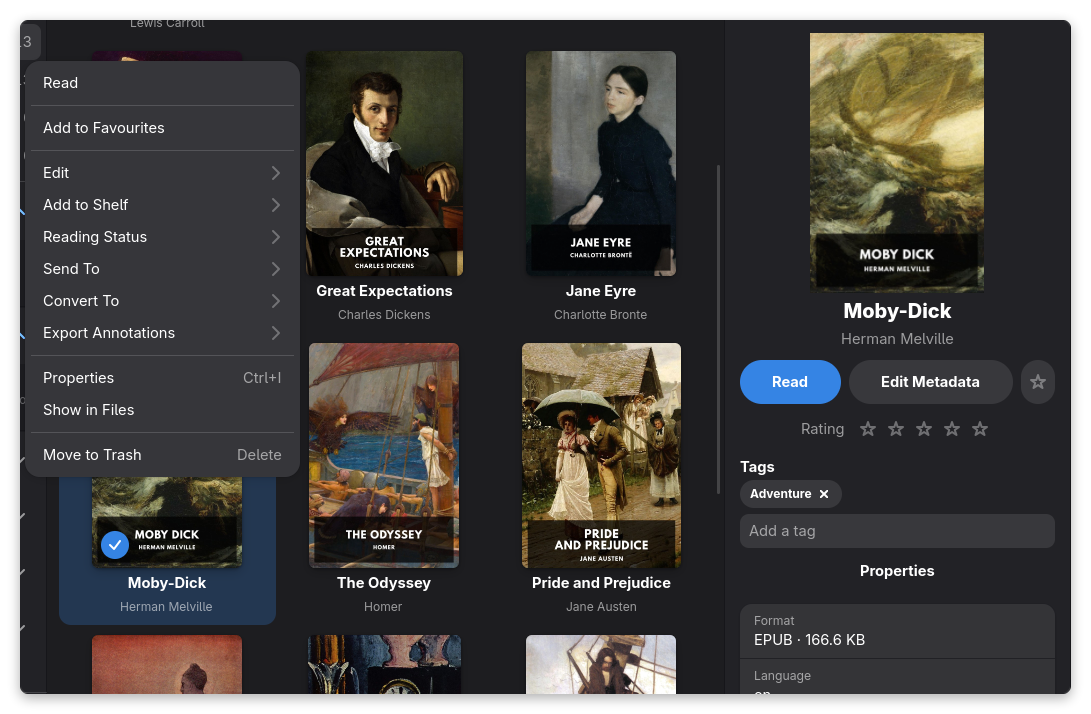 Lewis Carroll
13
Read
Add to Favourites
Edit
Add to Shelf
Reading Status
Send To
Convert To
Export Annotations
Properties Ctrl+I
Show in Files
Move to Trash Delete
GREAT
EXPECTATIONS
CHARLES DICKENS
Great Expectations
Charles Dickens
JANE EYRE
CHARLOTTE BRONTË
Jane Eyre
Charlotte Bronte
MOBY DICK
HERMAN MELVILLE
Moby-Dick
Herman Melville
THE ODYSSEY
HOMER
The Odyssey
Homer
PRIDE
AND PREJUDICE
JANE AUSTEN
Pride and Prejudice
Jane Austen
MOBY DICK
HERMAN MELVILLE
Moby-Dick
Herman Melville
Read Edit Metadata
Rating
Tags
Adventure
Add a tag
Properties
Format
EPUB · 166.6 KB
Language
en